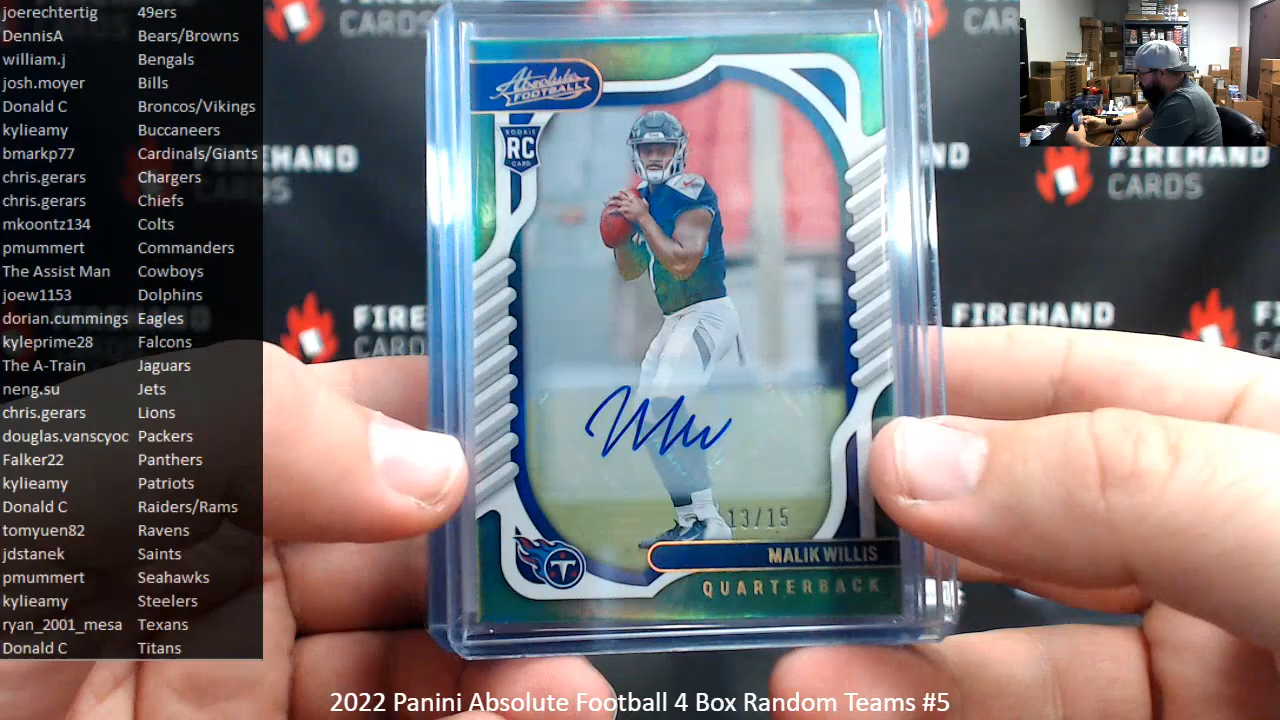 joerechtertig 49ers
DennisA Bears/Browns
william.j Bengals
josh.moyer Bills
Donald C Broncos/Vikings
kylieamy Buccaneers
bmarkp77 Cardinals/Giants
chris.gerars Chargers
chris.gerars Chiefs
mkoontz134 Colts
pmummert Commanders
The Assist Man Cowboys
joew1153 Dolphins
dorian.cummings Eagles
kyleprime28 Falcons
The A-Train Jaguars
neng.su Jets
chris.gerars Lions
douglas.vanscyoc Packers
Falker22 Panthers
kylieamy Patriots
Donald C Raiders/Rams
tomyuen82 Ravens
jdstanek Saints
pmummert Seahawks
kylieamy Steelers
ryan_2001_mesa Texans
Donald C Titans
Absolute
FOOTBALL
ROOKIE
RC
CARD
13/15
MALIK WILLIS
QUARTERBACK
T
FIREHAND
CARDS
FIREHAND
CARDS
FIREHAND
2022 Panini Absolute Football 4 Box Random Teams #5